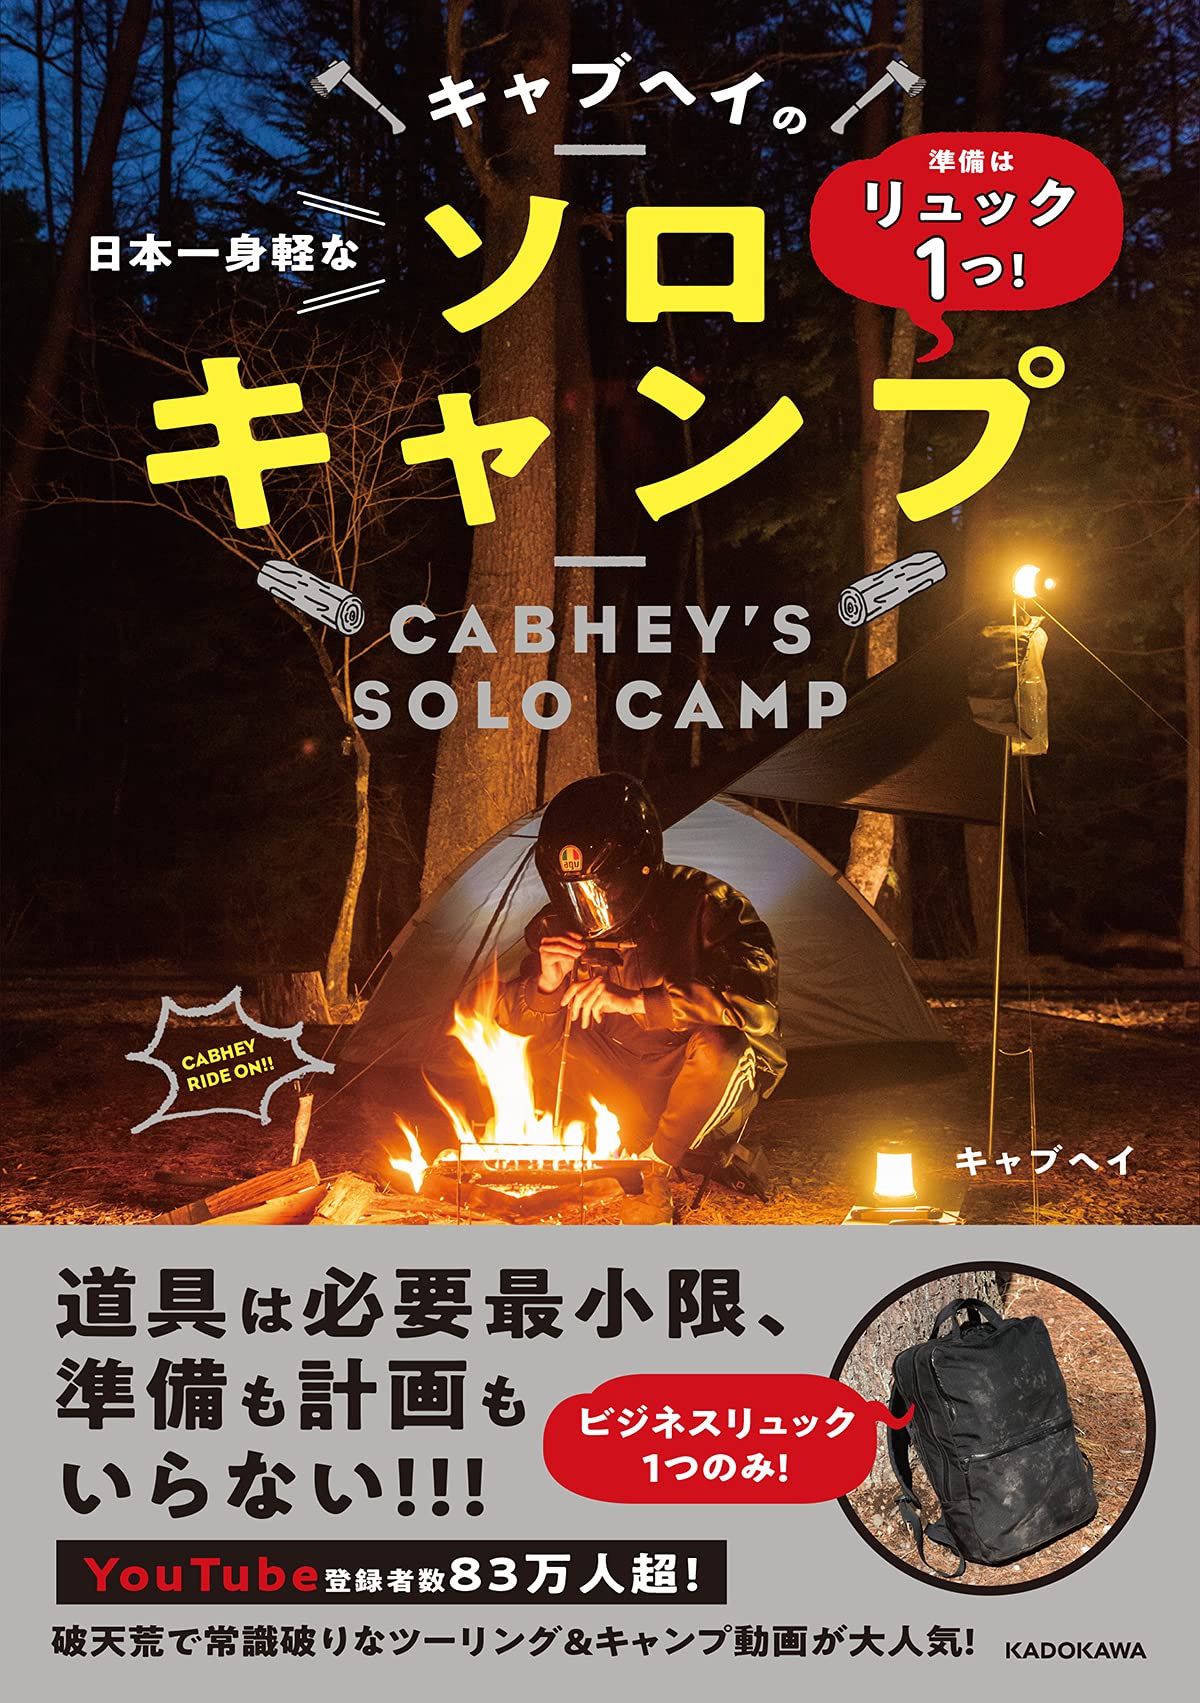 キャブヘイの
日本一身軽な
ソロ
キャンプ
準備は
リュック
1つ!
CABHEY'S
SOLO CAMP
agv
CABHEY
RIDE ON!!
キャブヘイ
道具は必要最小限、
準備も計画も
いらない!!!
ビジネスリュック
1つのみ!
YouTube登録者数83万人超!
破天荒で常識破りなツーリング&キャンプ動画が大人気!
KADOKAWA